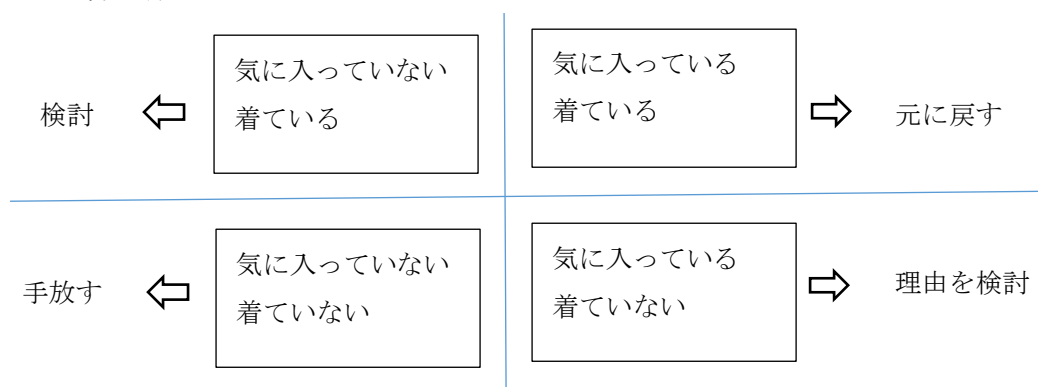 気に入っていない
着ている
検討
気に入っている
着ている
元に戻す
気に入っていない
着ていない
手放す
気に入っている
着ていない
理由を検討